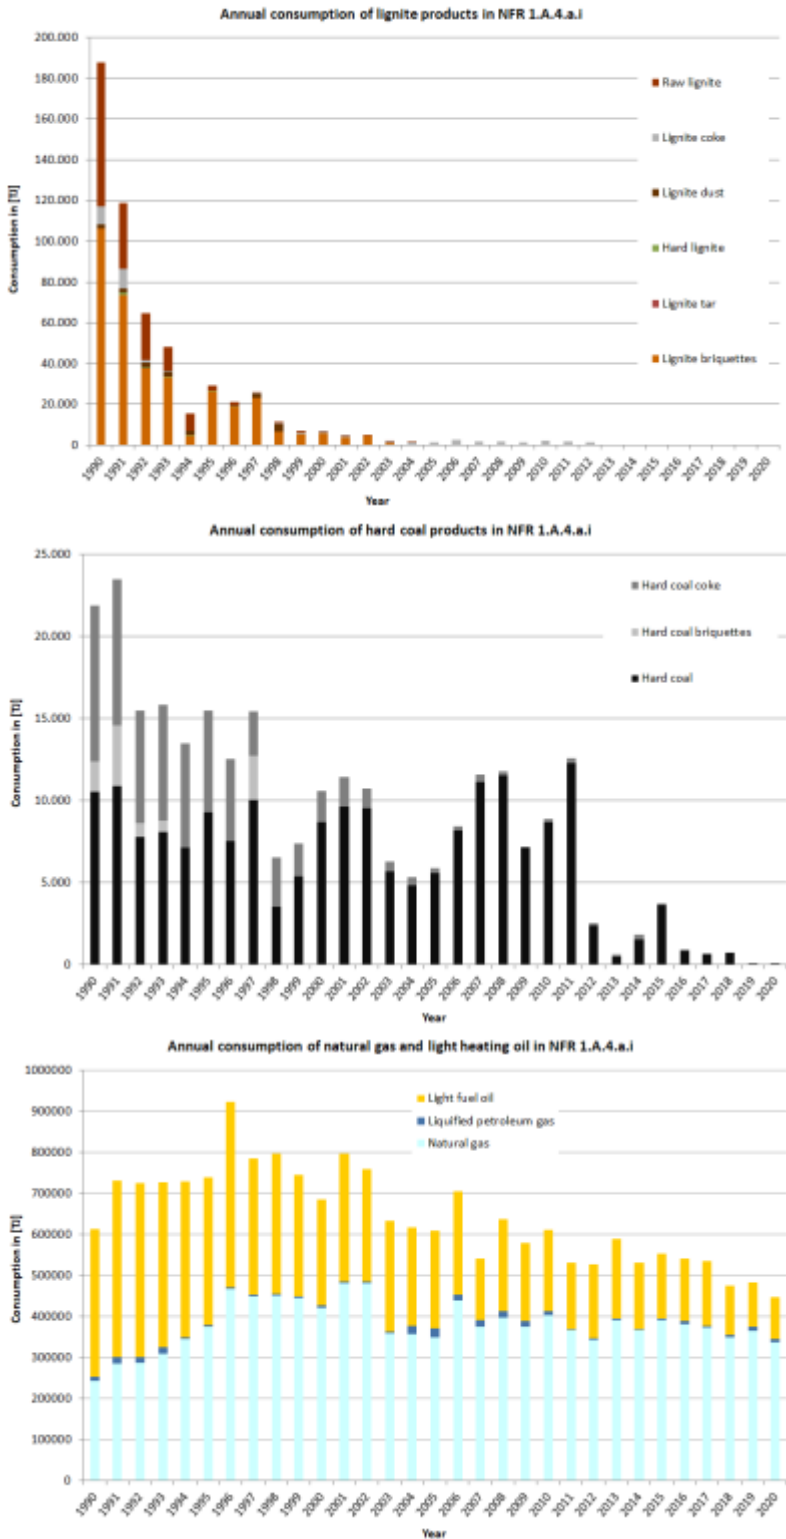 Annual consumption of lignite products in NFR 1.A.4.a.i
200.000
180.000
160.000
140.000
120.000
100.000
80.000
60.000
40.000
20.000
0
Consumption in [TJ]
Raw lignite
Lignite coke
Lignite dust
Hard lignite
Lignite tar
Lignite briquettes
1990 1991 1992 1993 1994 1995 1996 1997 1998 1999 2000 2001 2002 2003 2004 2005 2006 2007 2008 2009 2010 2011 2012 2013 2014 2015 2016 2017 2018 2019 2020
Year
Annual consumption of hard coal products in NFR 1.A.4.a.i
25.000
20.000
15.000
10.000
5.000
0
Consumption in [TJ]
Hard coal coke
Hard coal briquettes
Hard coal
1990 1991 1992 1993 1994 1995 1996 1997 1998 1999 2000 2001 2002 2003 2004 2005 2006 2007 2008 2009 2010 2011 2012 2013 2014 2015 2016 2017 2018 2019 2020
Year
Annual consumption of natural gas and light heating oil in NFR 1.A.4.a.i
1000000
900000
800000
700000
600000
500000
400000
300000
200000
100000
0
Consumption in [TJ]
Light fuel oil
Liquified petroleum gas
Natural gas
1990 1991 1992 1993 1994 1995 1996 1997 1998 1999 2000 2001 2002 2003 2004 2005 2006 2007 2008 2009 2010 2011 2012 2013 2014 2015 2016 2017 2018 2019 2020
Year